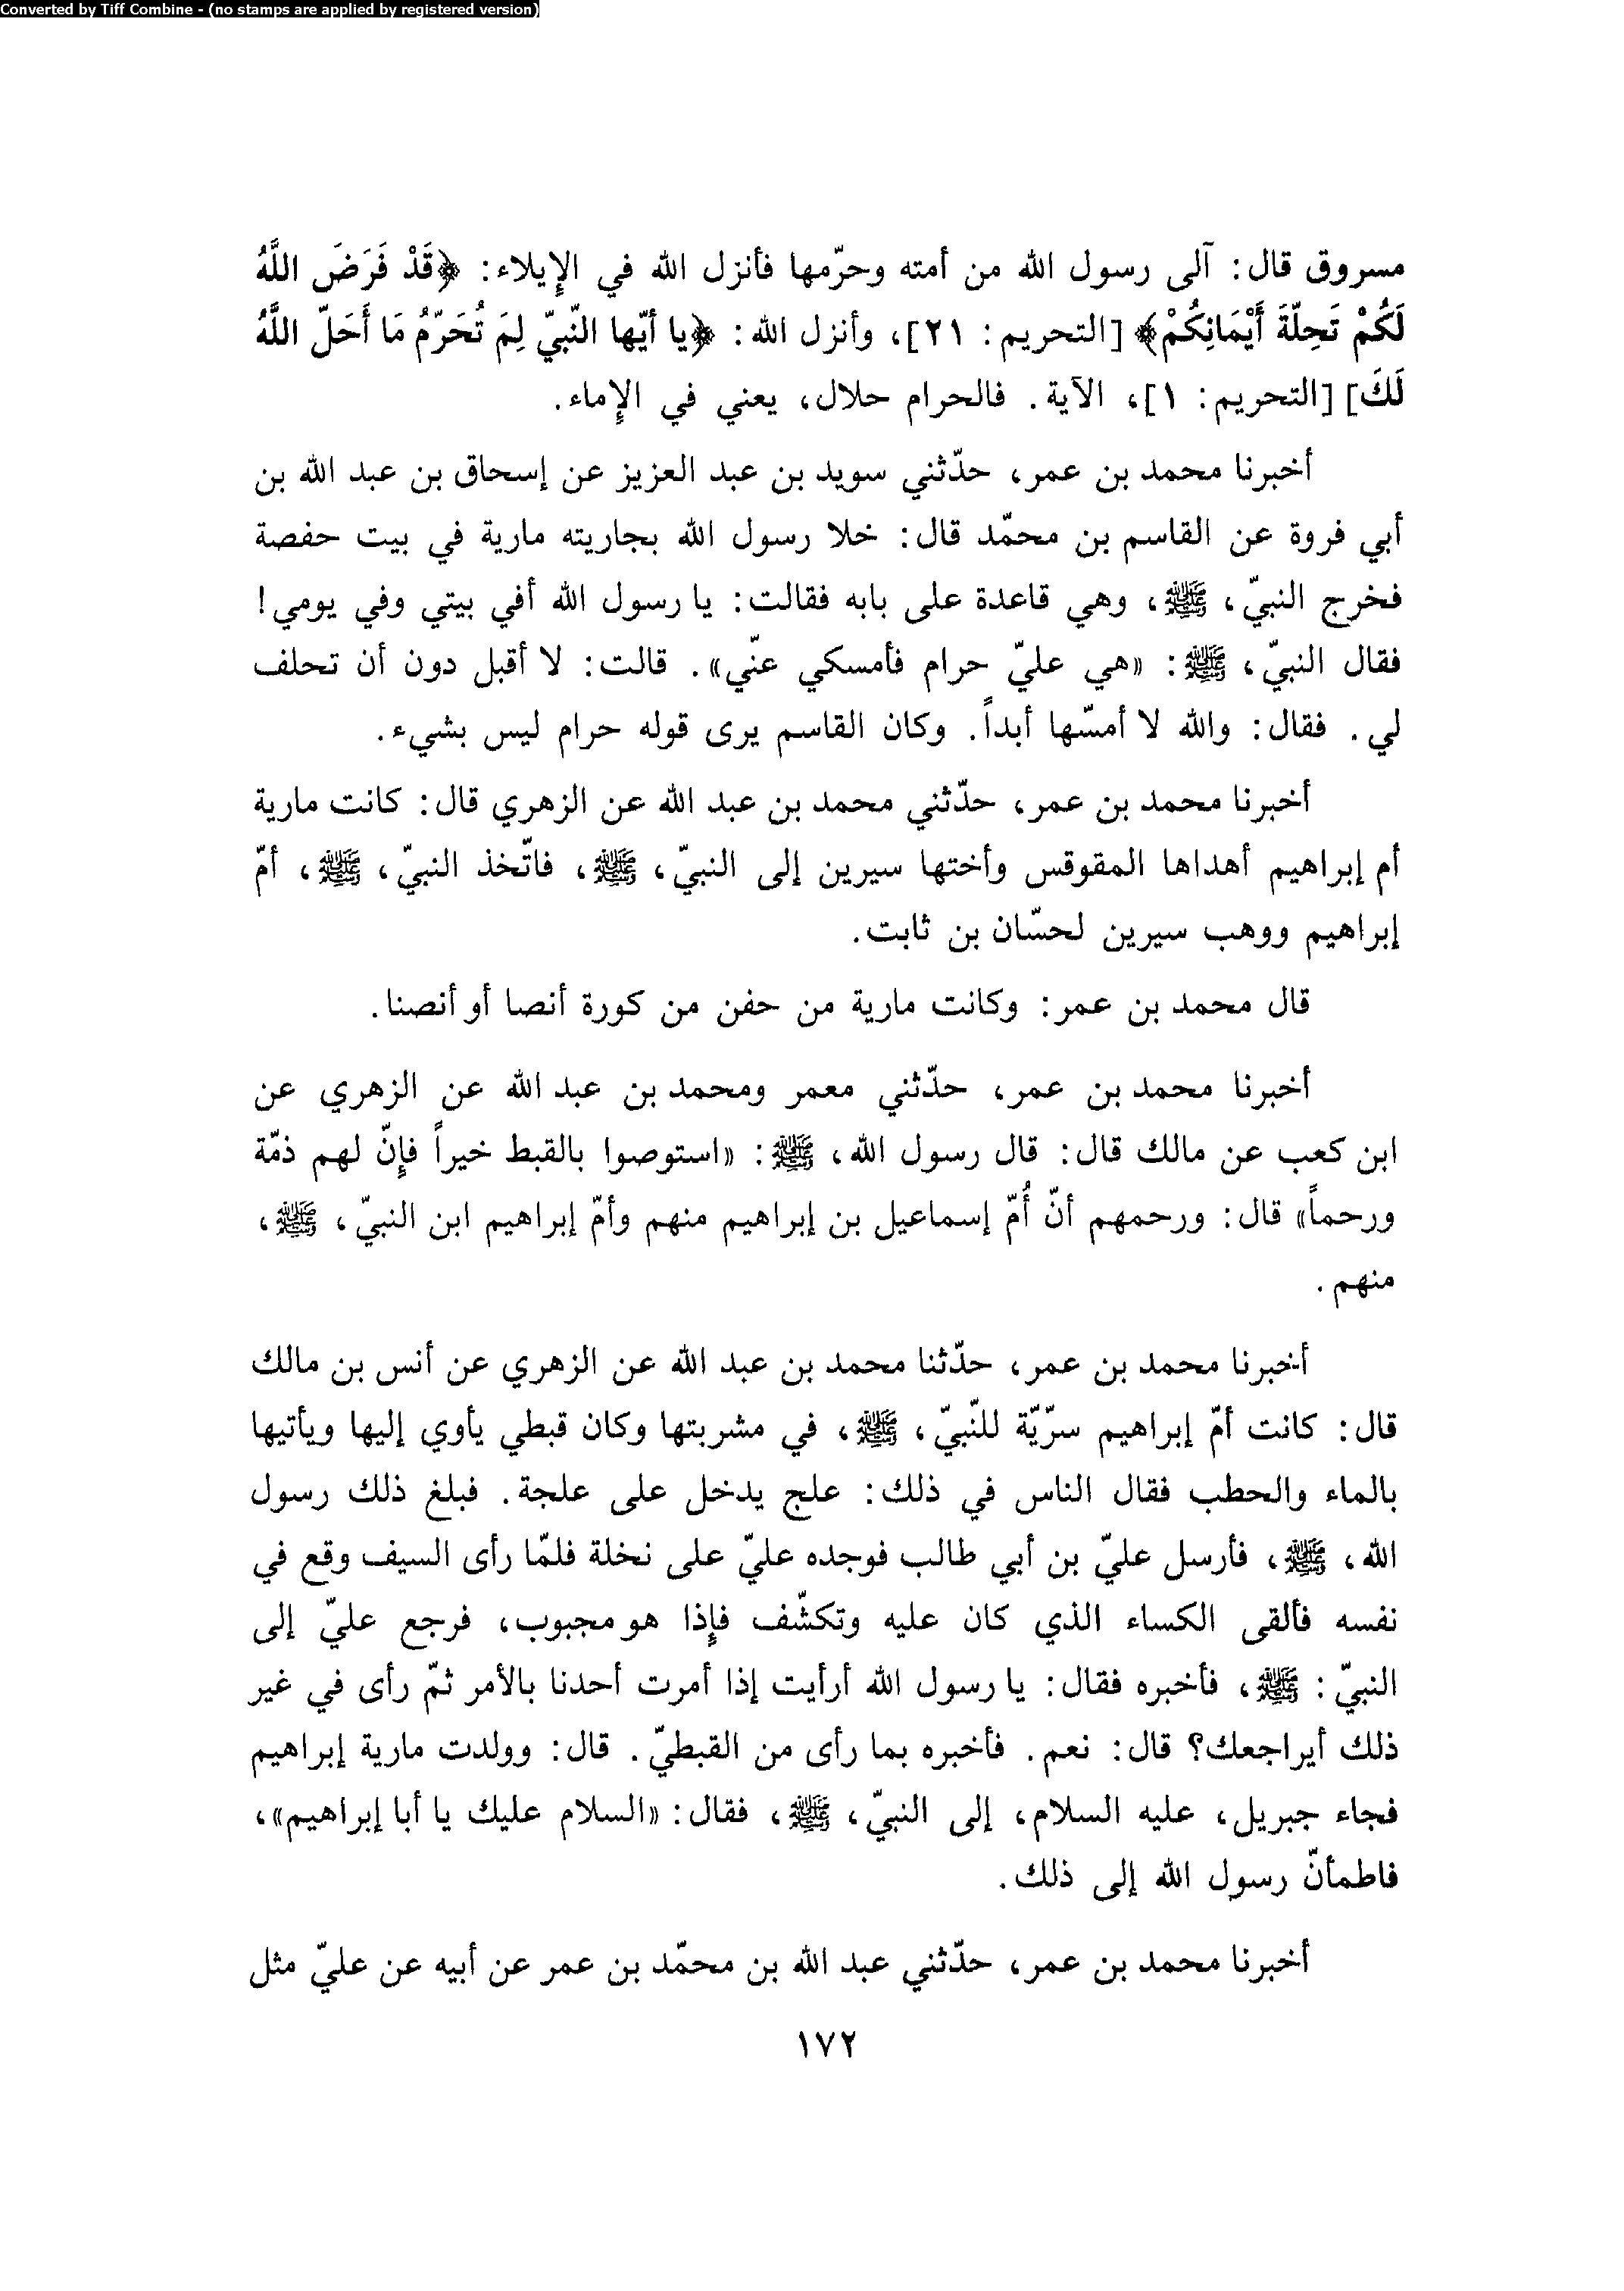 Converted by Tiff Combine - (no stamps are applied by registered version)
مسروق قال: آلى رسول الله من أمته وحرّمها فأنزل الله في الإيلاء: ﴿قَدْ فَرَضَ اللَّهُ
لَكُمْ تَحِلّةَ أَيْمَانِكُمْ﴾ [التحريم: ٢١]، وأنزل الله: ﴿يا أيّها النّبيّ لِمَ تُحَرّمُ مَا أَحَلّ اللَّهُ
لَكَ] [التحريم: ١]، الآية. فالحرام حلال، يعني في الإماء.
أخبرنا محمد بن عمر، حدّثني سويد بن عبد العزيز عن إسحاق بن عبد الله بن
أبي فروة عن القاسم بن محمّد قال: خلا رسول الله بجاريته مارية في بيت حفصة
فخرج النبيّ، ﷺ، وهي قاعدة على بابه فقالت: يا رسول الله أفي بيتي وفي يومي!
فقال النبيّ، ﷺ: «هي عليّ حرام فأمسكي عنّي». قالت: لا أقبل دون أن تحلف
لي. فقال: والله لا أمسّها أبداً. وكان القاسم يرى قوله حرام ليس بشيء.
أخبرنا محمد بن عمر، حدّثني محمد بن عبد الله عن الزهري قال: كانت مارية
أم إبراهيم أهداها المقوقس وأختها سيرين إلى النبيّ، ﷺ، فاتّخذ النبيّ، ﷺ، أمّ
إبراهيم ووهب سيرين لحسّان بن ثابت.
قال محمد بن عمر: وكانت مارية من حفن من كورة أنصا أو أنصنا.
أخبرنا محمد بن عمر، حدّثني معمر ومحمد بن عبد الله عن الزهري عن
ابن كعب عن مالك قال: قال رسول الله، ﷺ: «استوصوا بالقبط خيراً فإنّ لهم ذمّة
ورحماً» قال: ورحمهم أنّ أُمّ إسماعيل بن إبراهيم منهم وأمّ إبراهيم ابن النبيّ، ﷺ،
منهم.
أخبرنا محمد بن عمر، حدّثنا محمد بن عبد الله عن الزهري عن أنس بن مالك
قال: كانت أمّ إبراهيم سرّيّة للنّبيّ، ﷺ، في مشربتها وكان قبطي يأوي إليها ويأتيها
بالماء والحطب فقال الناس في ذلك: علج يدخل على علجة. فبلغ ذلك رسول
الله، ﷺ، فأرسل عليّ بن أبي طالب فوجده عليّ على نخلة فلمّا رأى السيف وقع في
نفسه فألقى الكساء الذي كان عليه وتكشّف فإذا هو مجبوب، فرجع عليّ إلى
النبيّ: ﷺ، فأخبره فقال: يا رسول الله أرأيت إذا أمرت أحدنا بالأمر ثمّ رأى في غير
ذلك أيراجعك؟ قال: نعم. فأخبره بما رأى من القبطيّ. قال: وولدت مارية إبراهيم
فجاء جبريل، عليه السلام، إلى النبيّ، ﷺ، فقال: «السلام عليك يا أبا إبراهيم»،
فاطمأنّ رسول الله إلى ذلك.
أخبرنا محمد بن عمر، حدّثني عبد الله بن محمّد بن عمر عن أبيه عن عليّ مثل
١٧٢